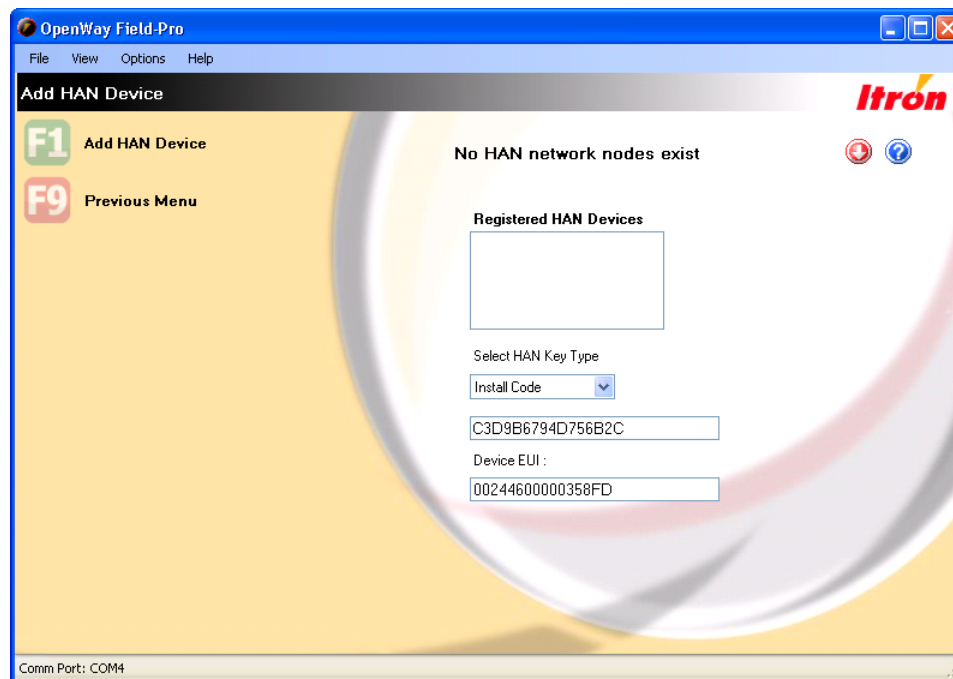 OpenWay Field-Pro
File View Options Help
Add HAN Device
Itrón
F1 Add HAN Device
F9 Previous Menu
No HAN network nodes exist
?
Registered HAN Devices
Select HAN Key Type
Install Code
C3D9B6794D756B2C
Device EUI :
00244600000358FD
Comm Port: COM4